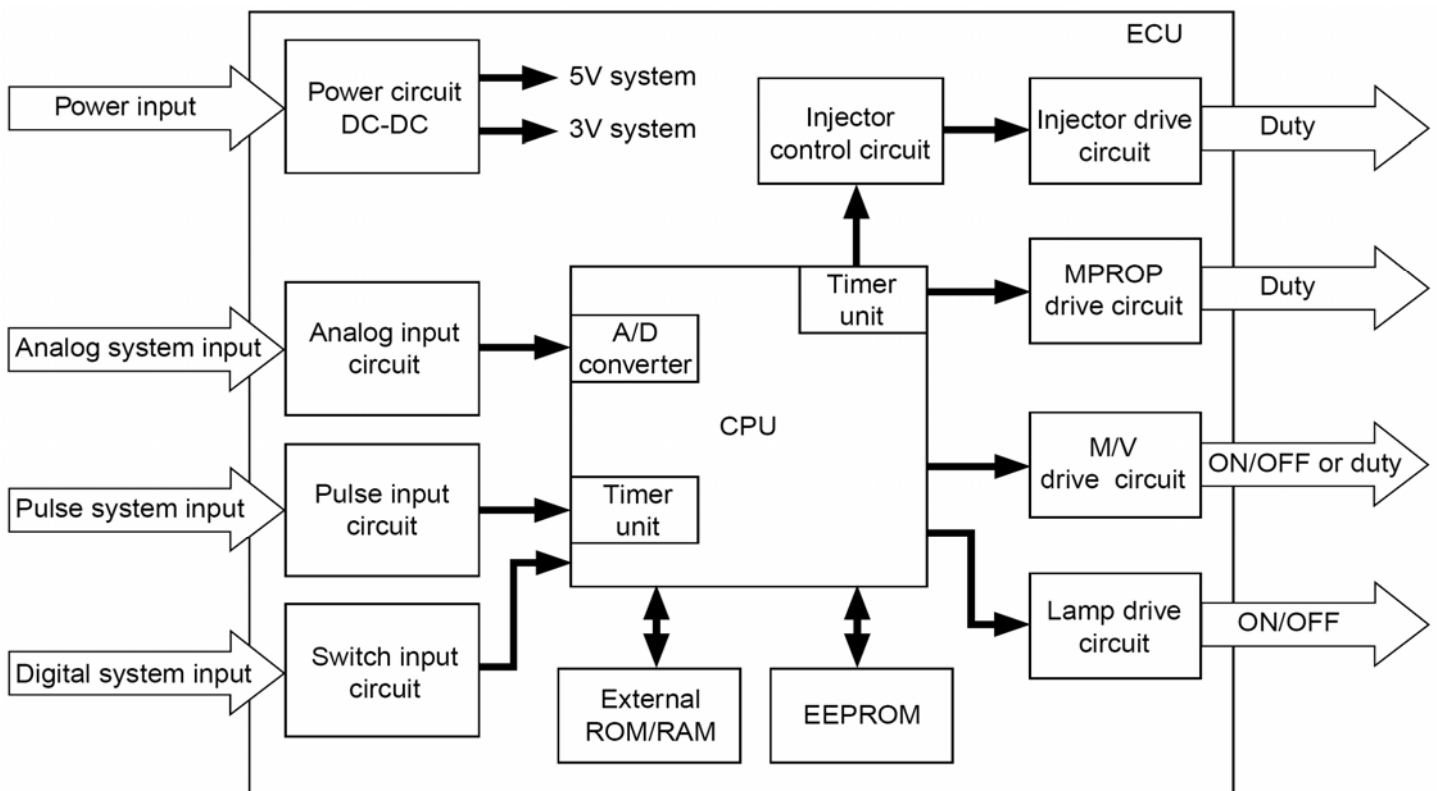 ECU
Power input
Power circuit
DC-DC
5V system
3V system
Injector
control circuit
Injector drive
circuit
Duty
Analog system input
Analog input
circuit
A/D
converter
Timer
unit
MPROP
drive circuit
Duty
CPU
Pulse system input
Pulse input
circuit
Timer
unit
M/V
drive circuit
ON/OFF or duty
Digital system input
Switch input
circuit
External
ROM/RAM
EEPROM
Lamp drive
circuit
ON/OFF